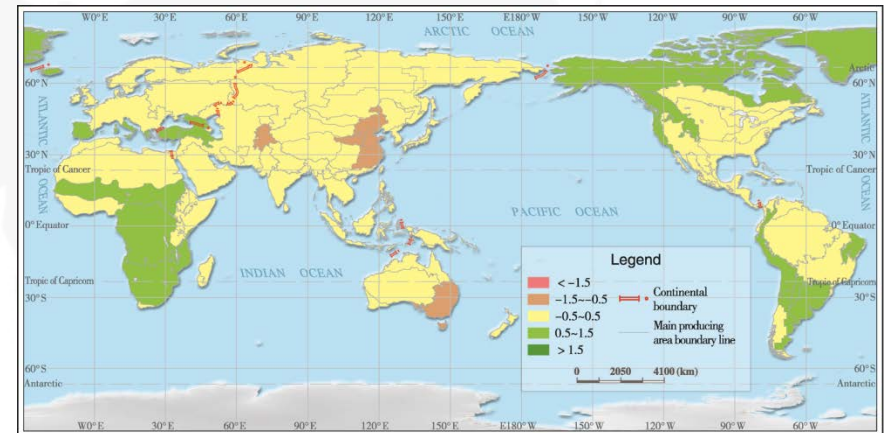 0° 30°E 60°E 90°E 120°E 150°E E180°W 150°W 120°W 90°W 60°W
ARCTIC OCEAN
Arctic
60°N 60°N
ATLANTIC OCEAN
ATLANTIC OCEAN
30°N 30°N
Tropic of Cancer Tropic of Cancer
PACIFIC OCEAN
0° Equator 0° Equator
INDIAN OCEAN
Tropic of Capricorn Tropic of Capricorn
30°S 30°S
Legend
< -1.5
-1.5~-0.5
-0.5~0.5
0.5~1.5
> 1.5
Continental
boundary
Main producing
area boundary line
0 2050 4100 (km)
60°S 60°S
Antarctic Antarctic
W0°E 30°E 60°E 90°E 120°E 150°E E180°W 150°W 120°W 90°W 60°W